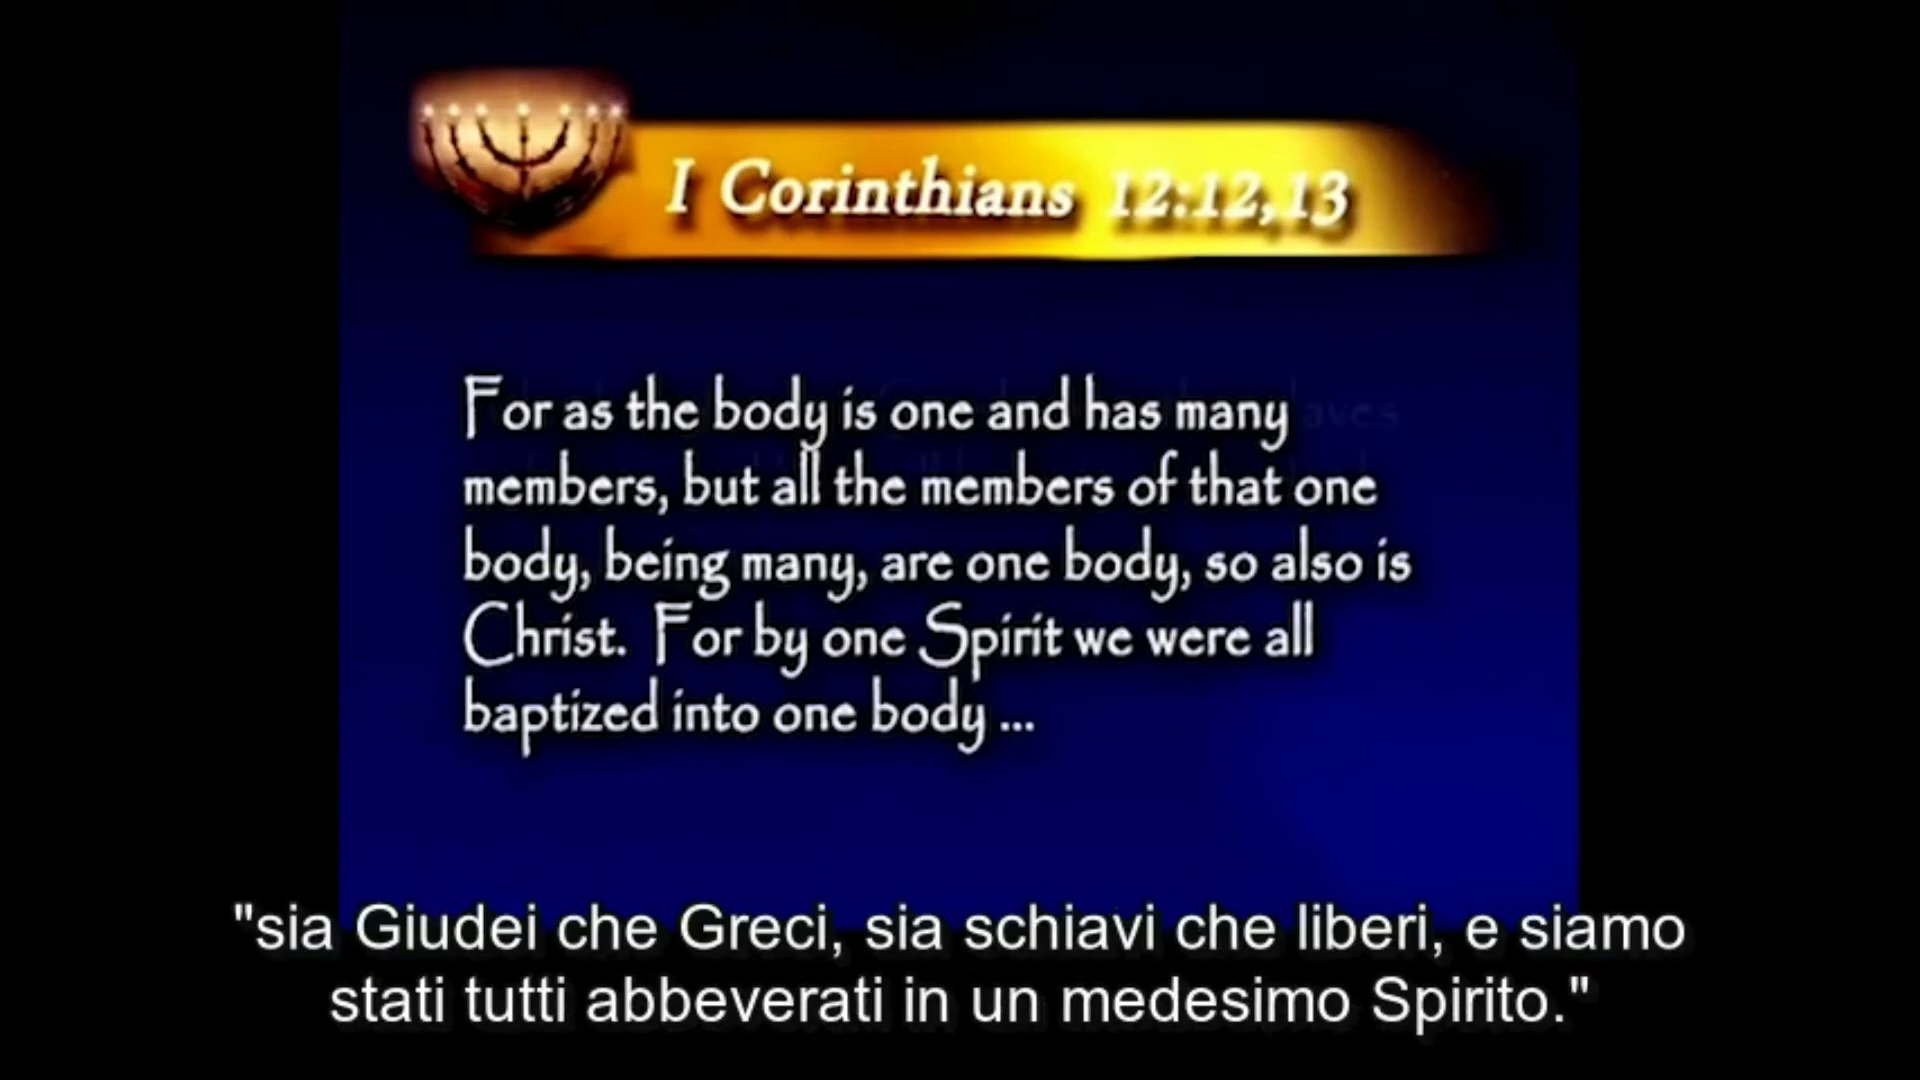 I Corinthians 12:12,13
For as the body is one and has many
members, but all the members of that one
body, being many, are one body, so also is
Christ. For by one Spirit we were all
baptized into one body ...
"sia Giudei che Greci, sia schiavi che liberi, e siamo
stati tutti abbeverati in un medesimo Spirito."